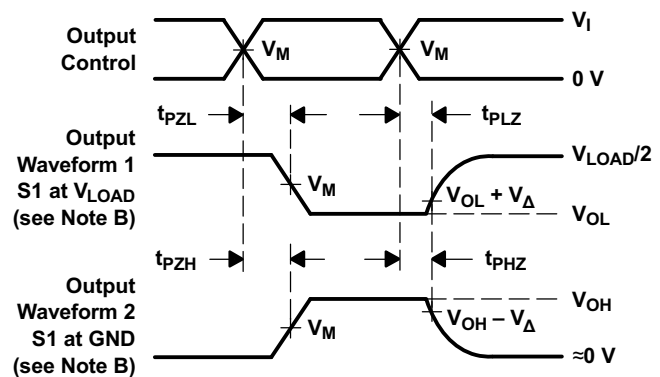 Output
Control
V_I
V_M
V_M
0 V
t_PZL
t_PLZ
Output
Waveform 1
S1 at V_LOAD
(see Note B)
V_LOAD/2
V_M
V_OL + V_Δ
V_OL
t_PZH
t_PHZ
Output
Waveform 2
S1 at GND
(see Note B)
V_OH
V_M
V_OH − V_Δ
≈0 V